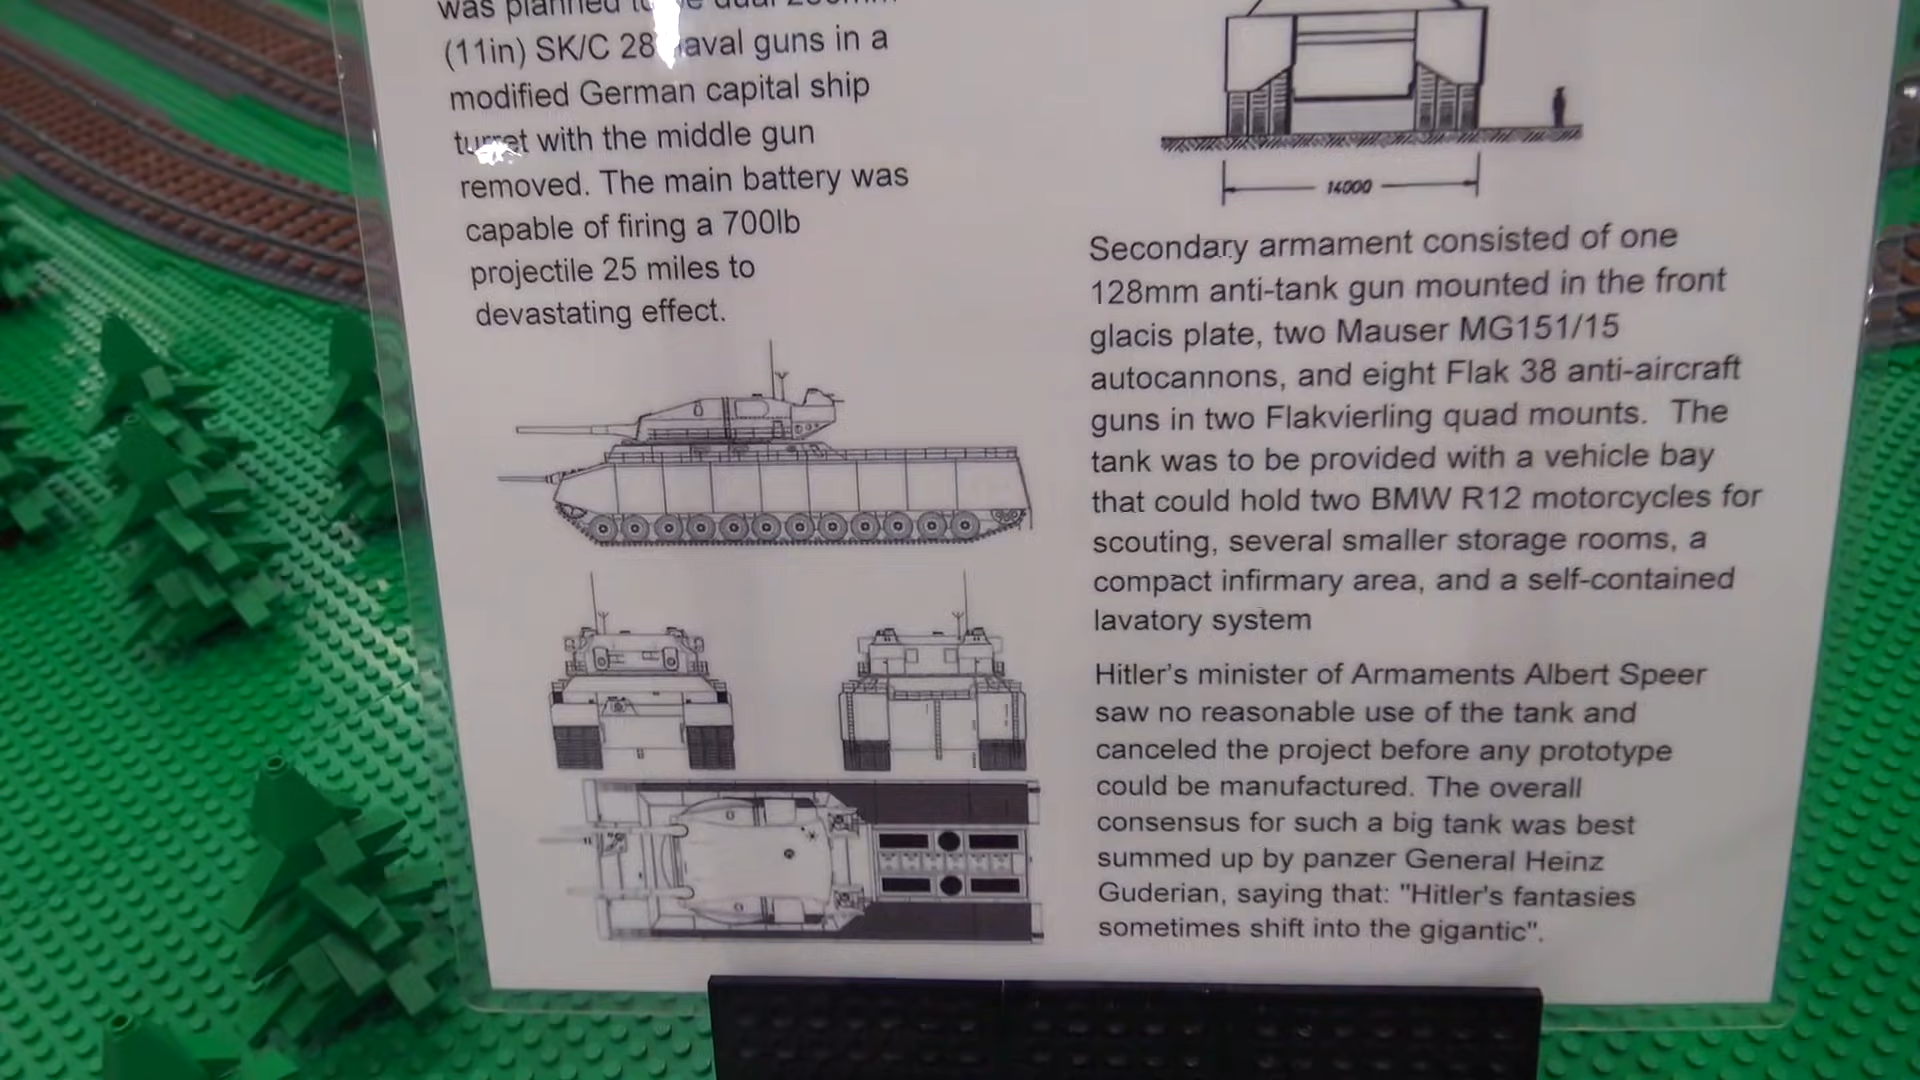 was planned to be dual 280mm
(11in) SK/C 28 naval guns in a
modified German capital ship
turret with the middle gun
removed. The main battery was
capable of firing a 700lb
projectile 25 miles to
devastating effect.
14000
Secondary armament consisted of one
128mm anti-tank gun mounted in the front
glacis plate, two Mauser MG151/15
autocannons, and eight Flak 38 anti-aircraft
guns in two Flakvierling quad mounts. The
tank was to be provided with a vehicle bay
that could hold two BMW R12 motorcycles for
scouting, several smaller storage rooms, a
compact infirmary area, and a self-contained
lavatory system
Hitler's minister of Armaments Albert Speer
saw no reasonable use of the tank and
canceled the project before any prototype
could be manufactured. The overall
consensus for such a big tank was best
summed up by panzer General Heinz
Guderian, saying that: "Hitler's fantasies
sometimes shift into the gigantic".